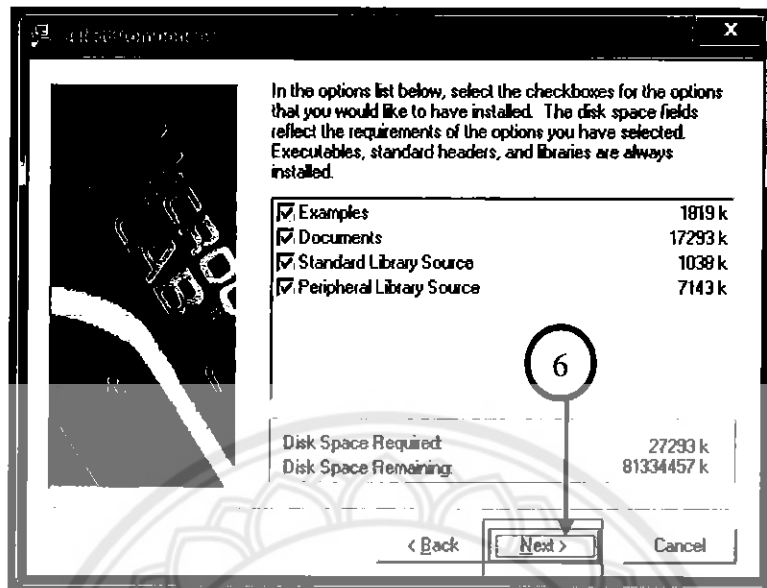 In the options list below, select the checkboxes for the options
that you would like to have installed. The disk space fields
reflect the requirements of the options you have selected.
Executables, standard headers, and libraries are always
installed.
Examples 1819 k
Documents 17293 k
Standard Library Source 1038 k
Peripheral Library Source 7143 k
6
Disk Space Required: 27293 k
Disk Space Remaining: 81334457 k
< Back Next > Cancel